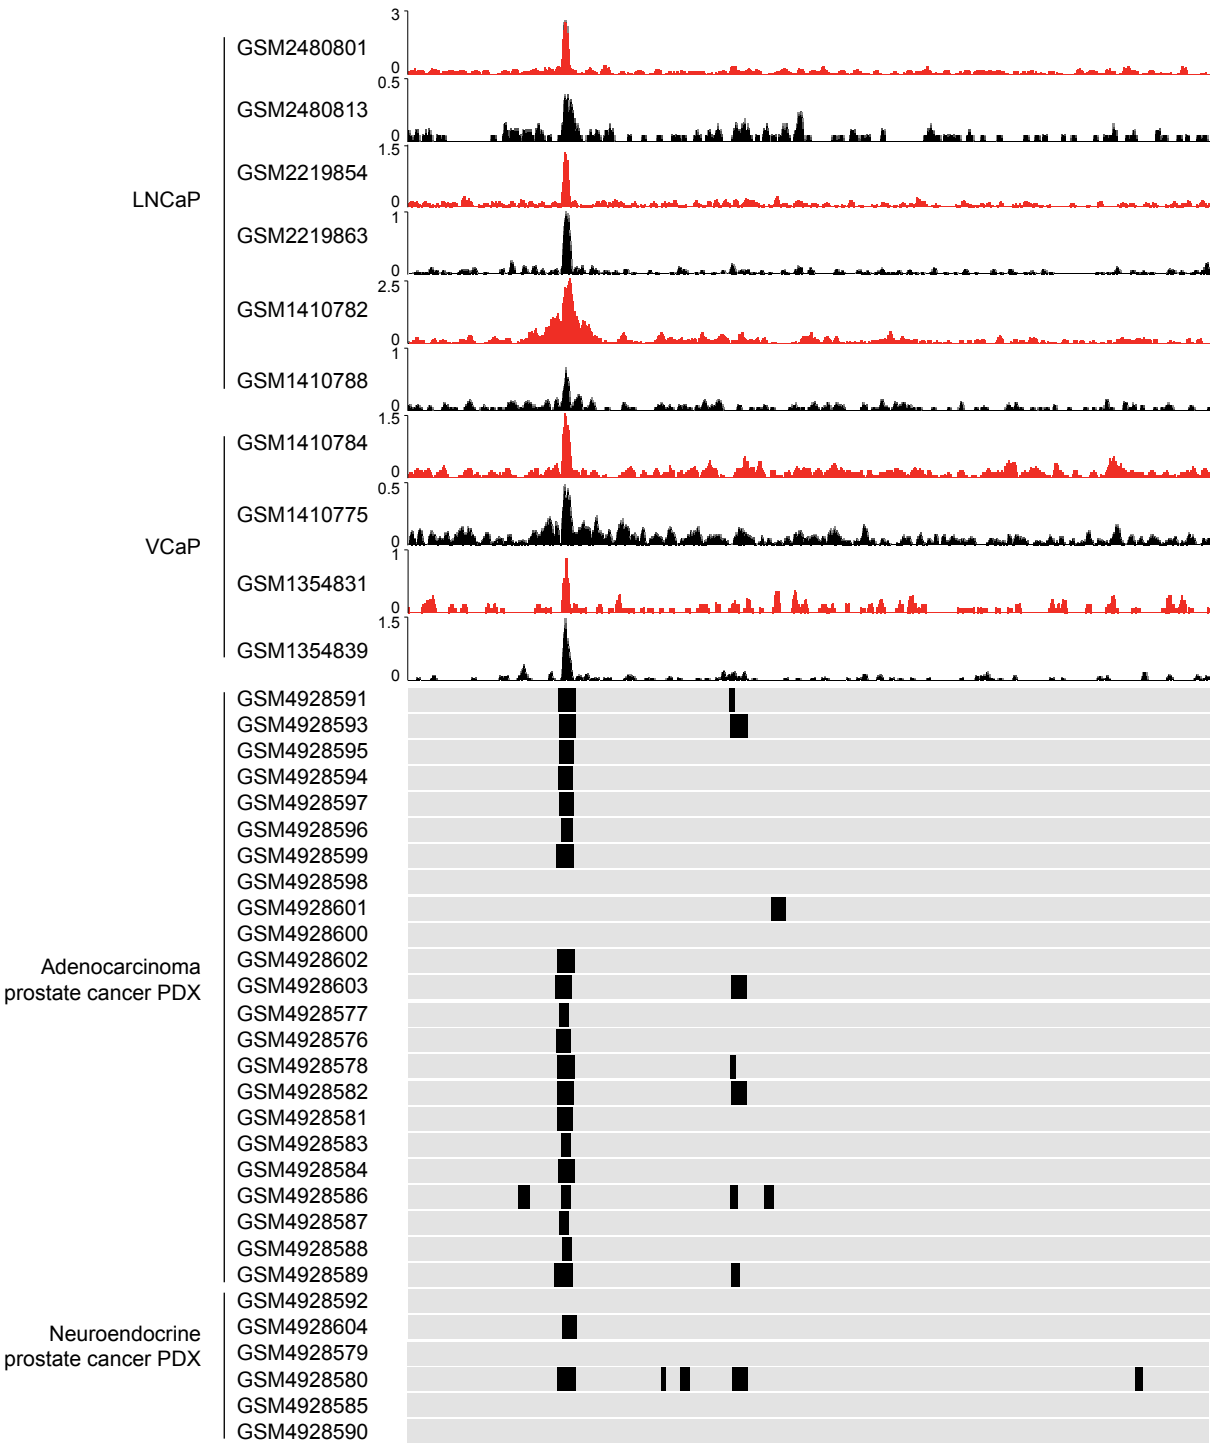 LNCaP
GSM2480801
3
0
GSM2480813
0.5
0
GSM2219854
1.5
0
GSM2219863
1
0
GSM1410782
2.5
0
GSM1410788
1
0
VCaP
GSM1410784
1.5
0
GSM1410775
0.5
0
GSM1354831
1
0
GSM1354839
1.5
0
Adenocarcinoma
prostate cancer PDX
GSM4928591
GSM4928593
GSM4928595
GSM4928594
GSM4928597
GSM4928596
GSM4928599
GSM4928598
GSM4928601
GSM4928600
GSM4928602
GSM4928603
GSM4928577
GSM4928576
GSM4928578
GSM4928582
GSM4928581
GSM4928583
GSM4928584
GSM4928586
GSM4928587
GSM4928588
GSM4928589
Neuroendocrine
prostate cancer PDX
GSM4928592
GSM4928604
GSM4928579
GSM4928580
GSM4928585
GSM4928590